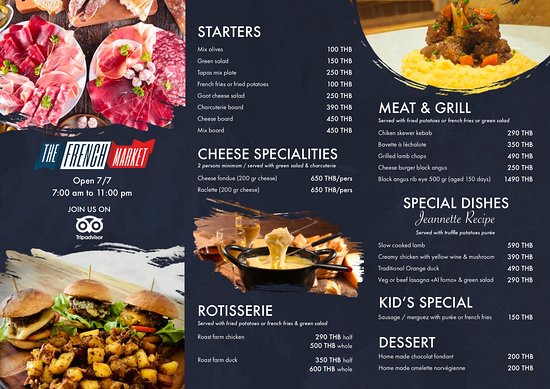 THE FRENCH MARKET
Open 7/7
7:00 am to 11:00 pm
JOIN US ON
Tripadvisor
STARTERS
Mix olives 100 THB
Green salad 150 THB
Tapas mix plate 250 THB
French fries or fried potatoes 100 THB
Goat cheese salad 250 THB
Charcuterie board 390 THB
Cheese board 450 THB
Mix board 450 THB
CHEESE SPECIALITIES
2 persons minimum / served with green salad & charcuterie
Cheese fondue (200 gr cheese) 650 THB/pers
Raclette (200 gr cheese) 650 THB/pers
ROTISSERIE
Served with fried potatoes or french fries & green salad
Roast farm chicken 290 THB half
500 THB whole
Roast farm duck 350 THB half
600 THB whole
MEAT & GRILL
Served with fried potatoes or french fries or green salad
Chiken skewer kebab 290 THB
Bavette à léchalote 350 THB
Grilled lamb chops 490 THB
Cheese burger black angus 250 THB
Black angus rib eye 500 gr (aged 150 days) 1490 THB
SPECIAL DISHES
Jeannette Recipe
Served with truffle potatoes purée
Slow cooked lamb 590 THB
Creamy chicken with yellow wine & mushroom 390 THB
Traditional Orange duck 490 THB
Veg or beef lasagna «Al forno» & green salad 290 THB
KID'S SPECIAL
Sausage / merguez with purée or french fries 150 THB
DESSERT
Home made chocolat fondant 200 THB
Home made omelette norvégienne 200 THB